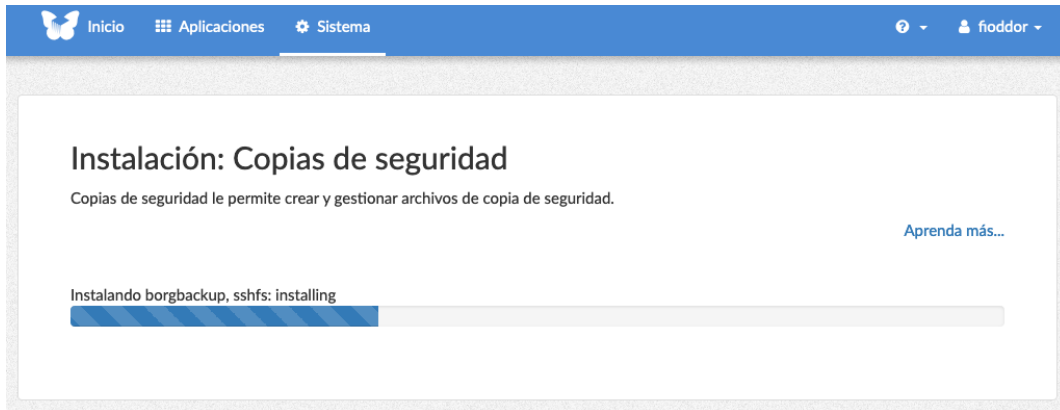 Inicio Aplicaciones Sistema fioddor
Instalación: Copias de seguridad
Copias de seguridad le permite crear y gestionar archivos de copia de seguridad.
Aprenda más...
Instalando borgbackup, sshfs: installing